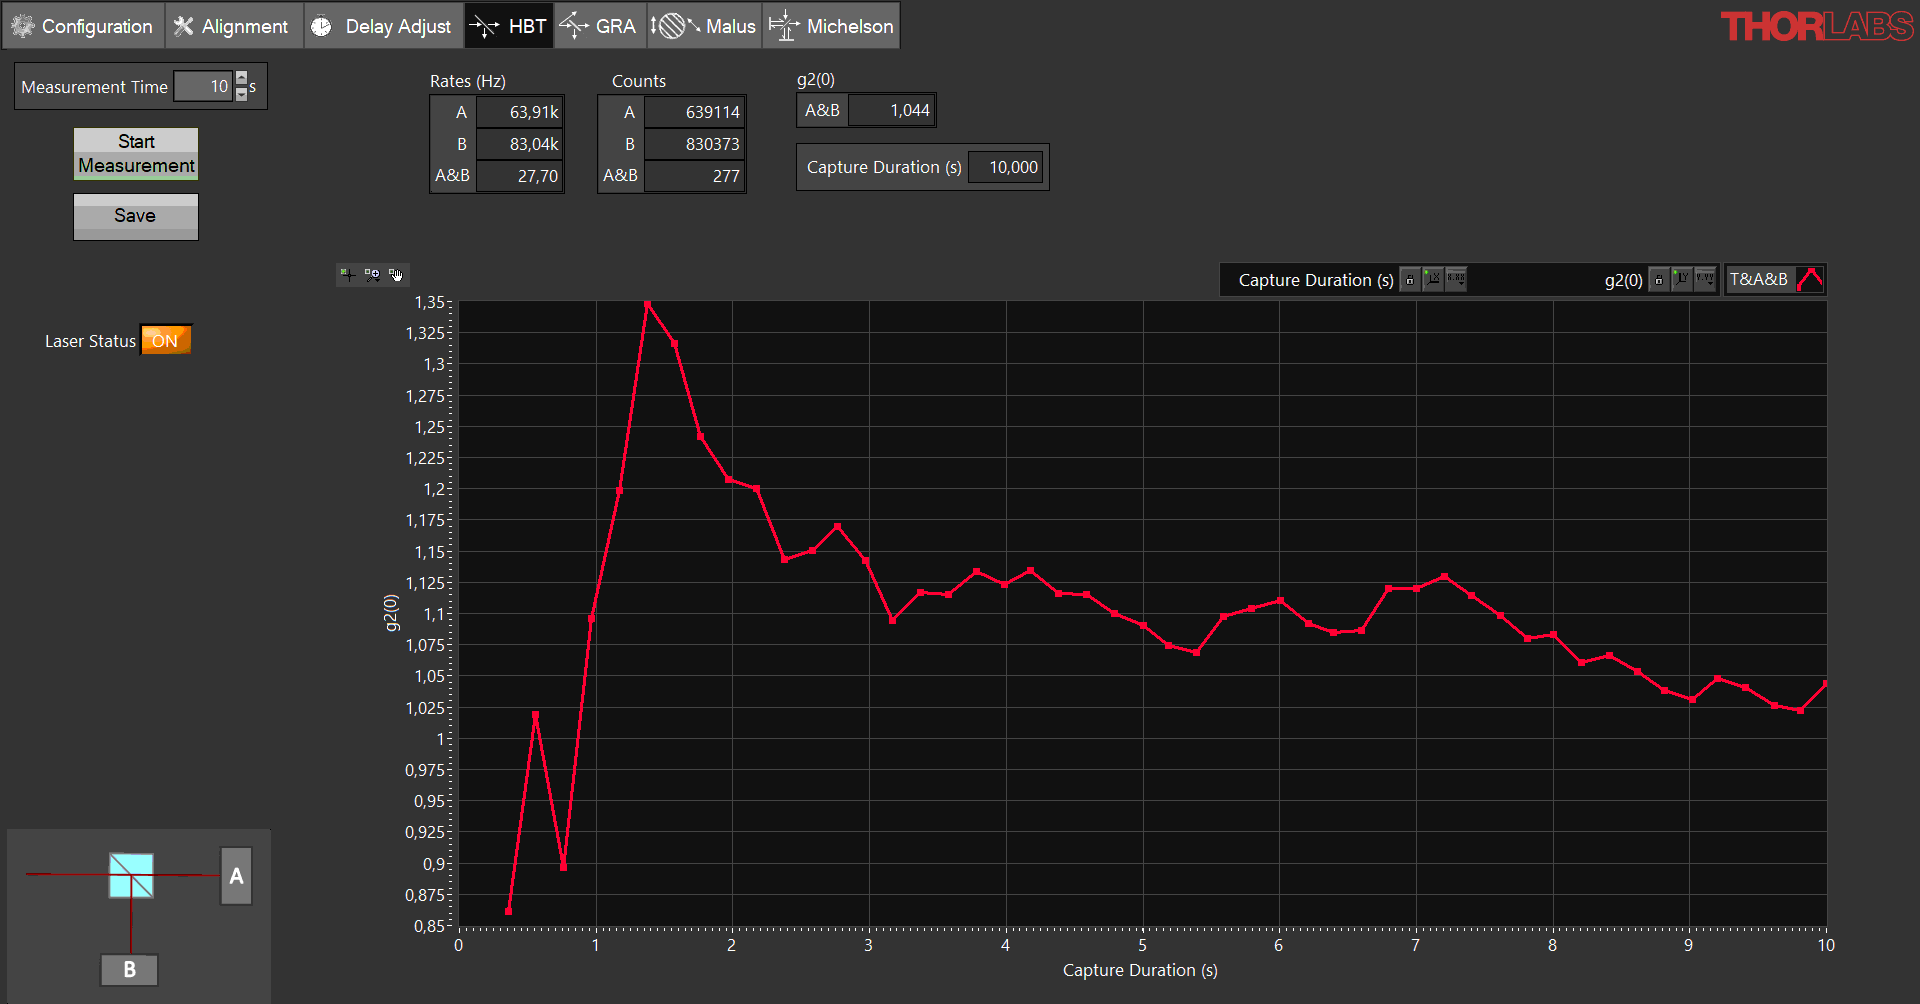 Configuration Alignment Delay Adjust HBT GRA Malus Michelson
THORLABS
Measurement Time 10 s
Start
Measurement
Save
Laser Status ON
Rates (Hz)
A 63,91k
B 83,04k
A&B 27,70
Counts
A 639114
B 830373
A&B 277
g2(0)
A&B 1,044
Capture Duration (s) 10,000
Capture Duration (s) g2(0) T&A&B
1,35
1,325
1,3
1,275
1,25
1,225
1,2
1,175
1,15
1,125
1,1
1,075
1,05
1,025
1
0,975
0,95
0,925
0,9
0,875
0,85
g2(0)
0 1 2 3 4 5 6 7 8 9 10
Capture Duration (s)
A
B